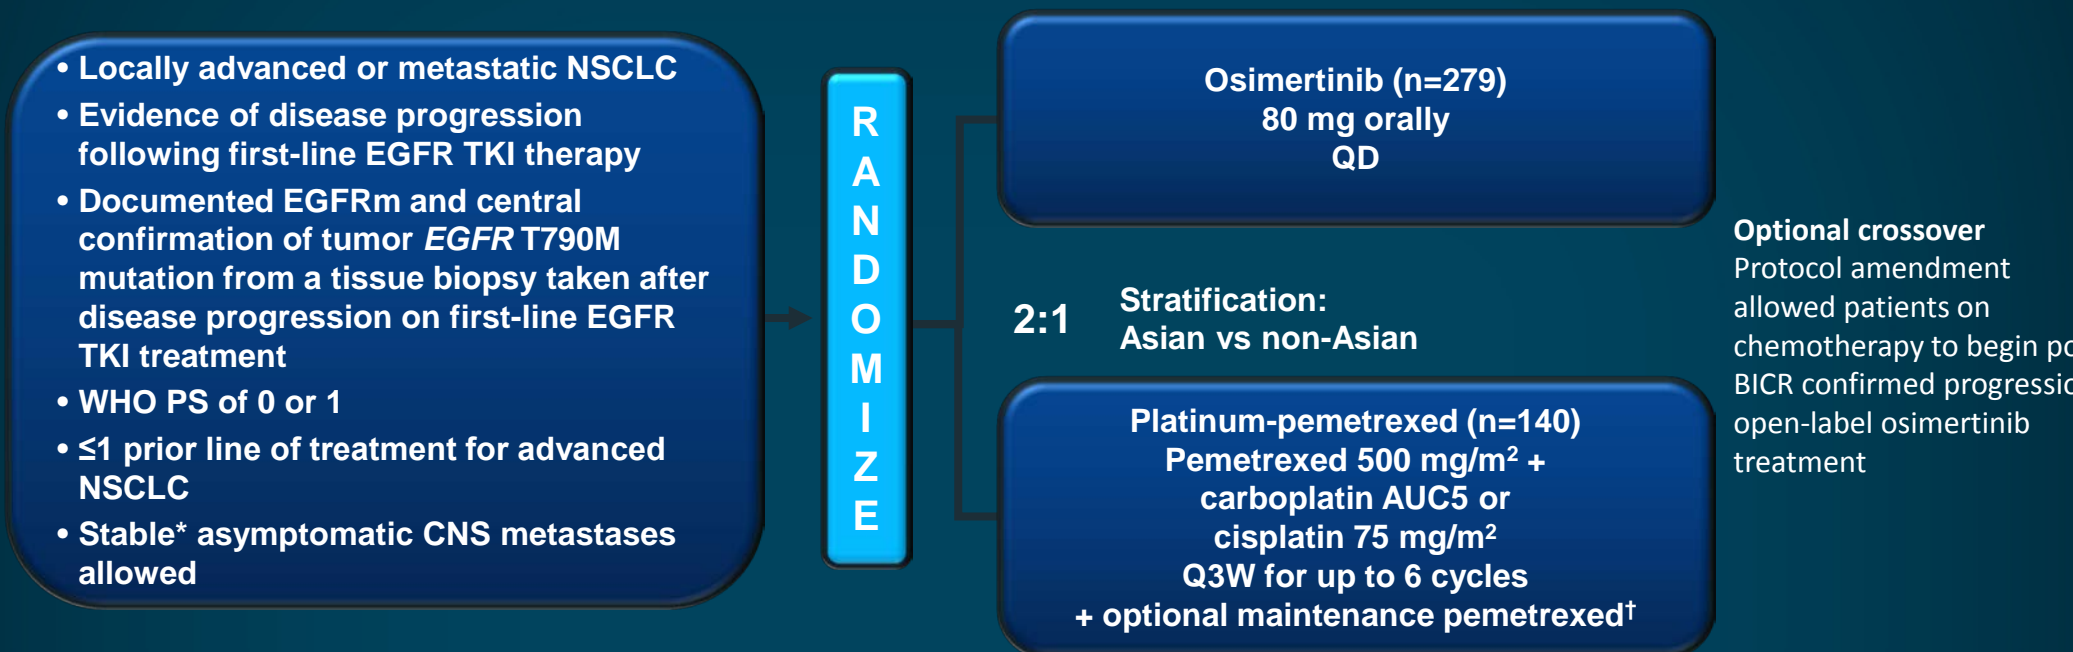 • Locally advanced or metastatic NSCLC
• Evidence of disease progression
following first-line EGFR TKI therapy
• Documented EGFRm and central
confirmation of tumor EGFR T790M
mutation from a tissue biopsy taken after
disease progression on first-line EGFR
TKI treatment
• WHO PS of 0 or 1
• ≤1 prior line of treatment for advanced
NSCLC
• Stable* asymptomatic CNS metastases
allowed
R
A
N
D
O
M
I
Z
E
Osimertinib (n=279)
80 mg orally
QD
2:1
Stratification:
Asian vs non-Asian
Platinum-pemetrexed (n=140)
Pemetrexed 500 mg/m² +
carboplatin AUC5 or
cisplatin 75 mg/m²
Q3W for up to 6 cycles
+ optional maintenance pemetrexed†
Optional crossover
Protocol amendment
allowed patients on
chemotherapy to begin
BICR confirmed
open-label osimertinib
treatment